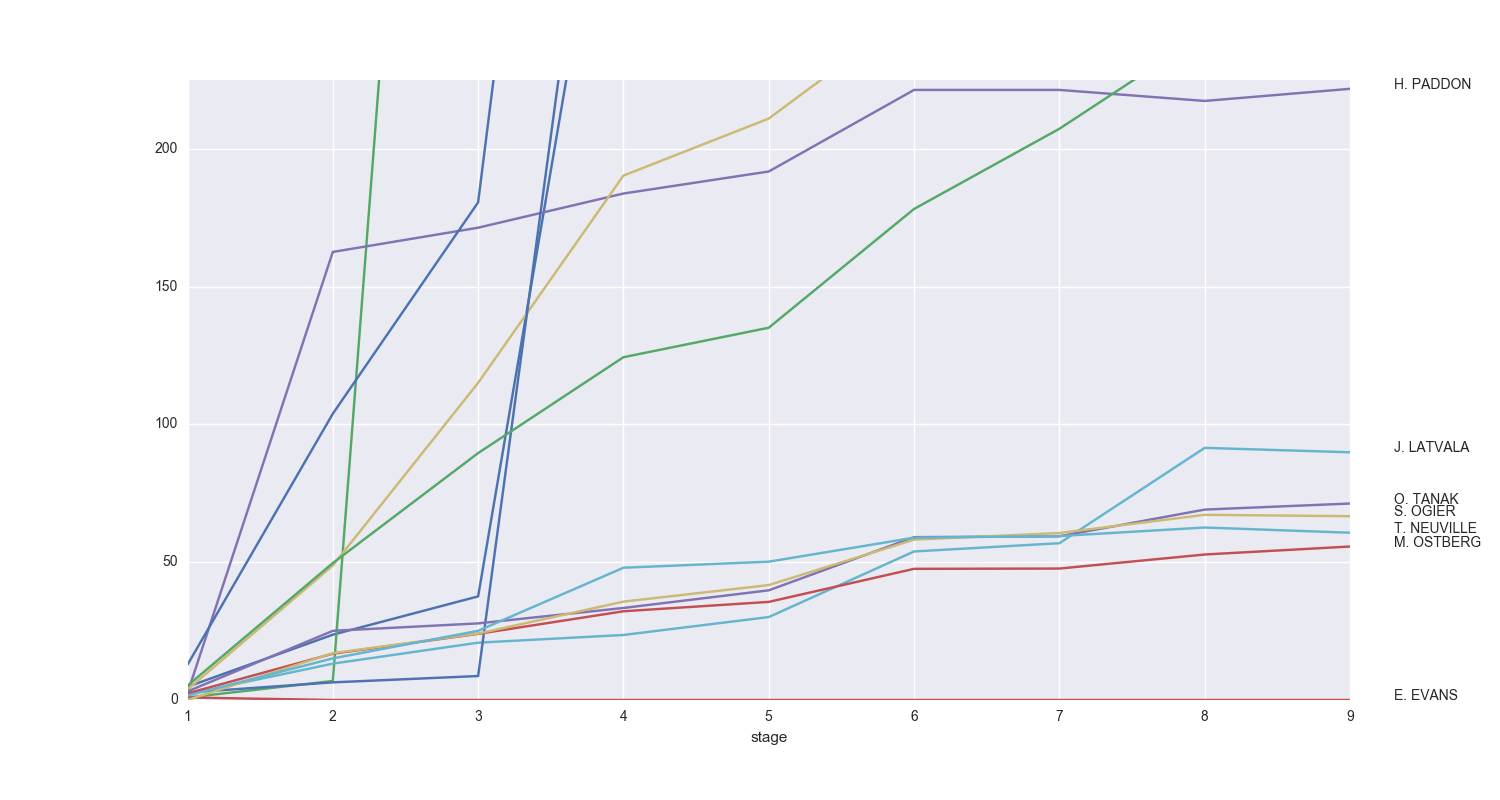 H. PADDON
200
150
100
J. LATVALA
O. TANAK
S. OGIER
T. NEUVILLE
M. OSTBERG
50
E. EVANS
0
1 2 3 4 5 6 7 8 9
stage